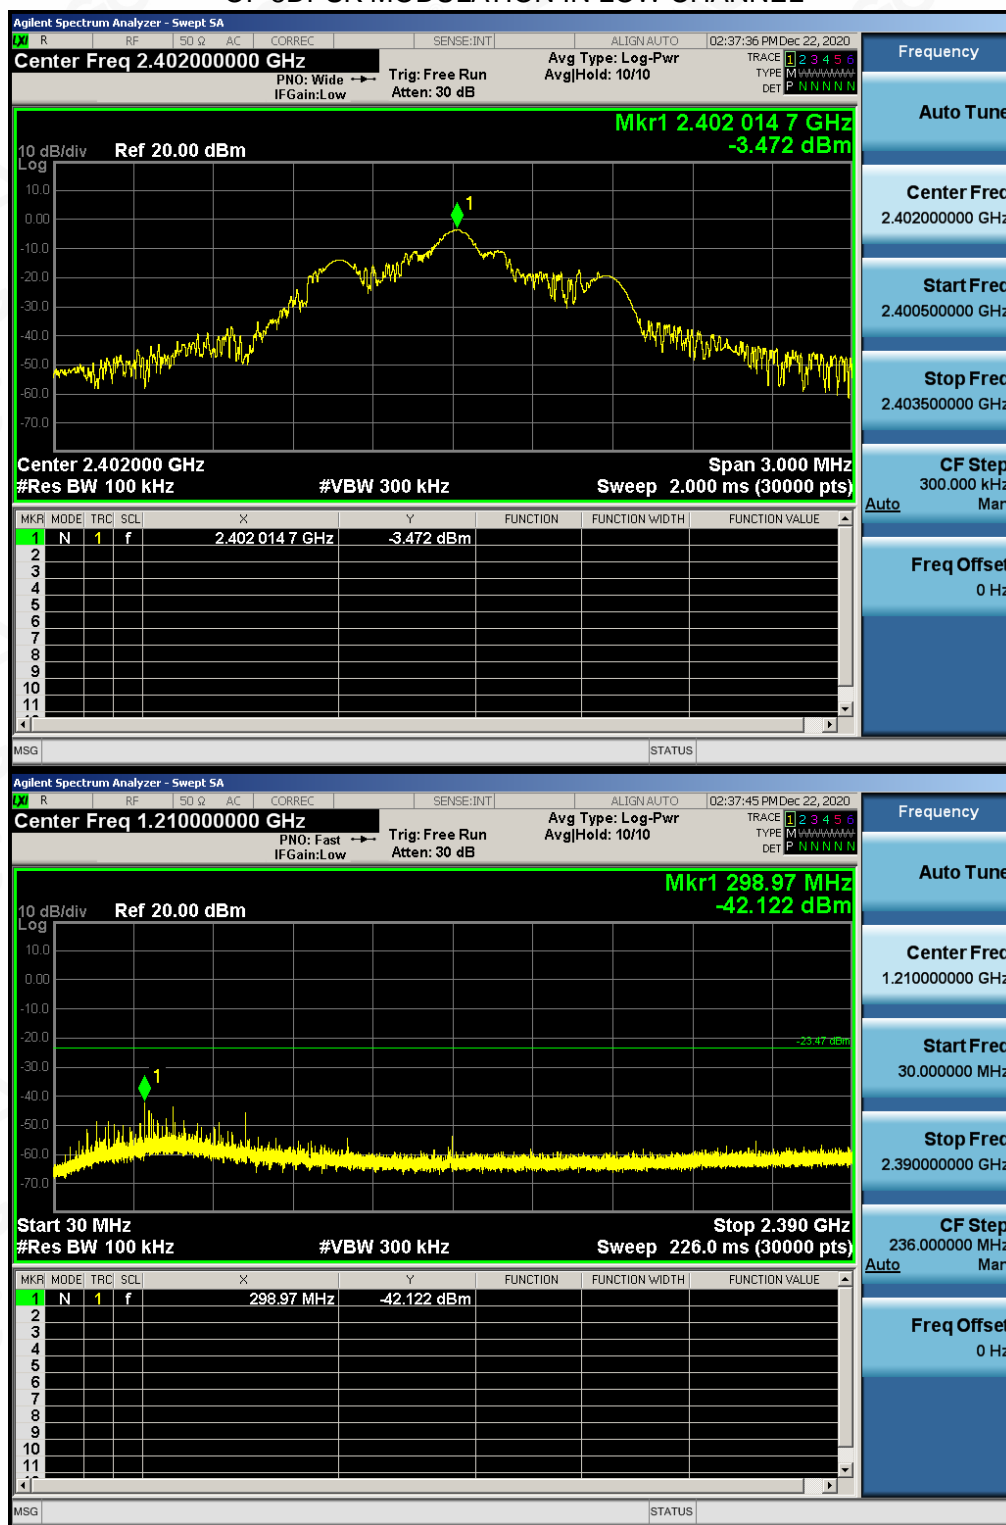 OF 8DPSK MODULATION IN LOW CHANNEL
Agilent Spectrum Analyzer - Swept SA
LXI R RF 50 Ω AC CORREC SENSE:INT ALIGN AUTO 02:37:36 PM Dec 22, 2020
Center Freq 2.402000000 GHz
PNO: Wide
IFGain:Low
Trig: Free Run
Atten: 30 dB
Avg Type: Log-Pwr
Avg|Hold: 10/10
TRACE 1 2 3 4 5 6
TYPE M
DET P N N N N N
Frequency
Auto Tune
Mkr1 2.402 014 7 GHz
-3.472 dBm
10 dB/div Ref 20.00 dBm
Log
10.0
0.00
-10.0
-20.0
-30.0
-40.0
-50.0
-60.0
-70.0
1
Center Freq
2.402000000 GHz
Start Freq
2.400500000 GHz
Stop Freq
2.403500000 GHz
CF Step
300.000 kHz
Auto Man
Freq Offset
0 Hz
Center 2.402000 GHz Span 3.000 MHz
#Res BW 100 kHz #VBW 300 kHz Sweep 2.000 ms (30000 pts)
MKR MODE TRC SCL X Y FUNCTION FUNCTION WIDTH FUNCTION VALUE
1 N 1 f 2.402 014 7 GHz -3.472 dBm
2
3
4
5
6
7
8
9
10
11
MSG STATUS
Agilent Spectrum Analyzer - Swept SA
LXI R RF 50 Ω AC CORREC SENSE:INT ALIGN AUTO 02:37:45 PM Dec 22, 2020
Center Freq 1.210000000 GHz
PNO: Fast
IFGain:Low
Trig: Free Run
Atten: 30 dB
Avg Type: Log-Pwr
Avg|Hold: 10/10
TRACE 1 2 3 4 5 6
TYPE M
DET P N N N N N
Frequency
Auto Tune
Mkr1 298.97 MHz
-42.122 dBm
10 dB/div Ref 20.00 dBm
Log
10.0
0.00
-10.0
-20.0
-30.0
-40.0
-50.0
-60.0
-70.0
-23.47 dBm
1
Center Freq
1.210000000 GHz
Start Freq
30.000000 MHz
Stop Freq
2.390000000 GHz
CF Step
236.000000 MHz
Auto Man
Freq Offset
0 Hz
Start 30 MHz Stop 2.390 GHz
#Res BW 100 kHz #VBW 300 kHz Sweep 226.0 ms (30000 pts)
MKR MODE TRC SCL X Y FUNCTION FUNCTION WIDTH FUNCTION VALUE
1 N 1 f 298.97 MHz -42.122 dBm
2
3
4
5
6
7
8
9
10
11
MSG STATUS